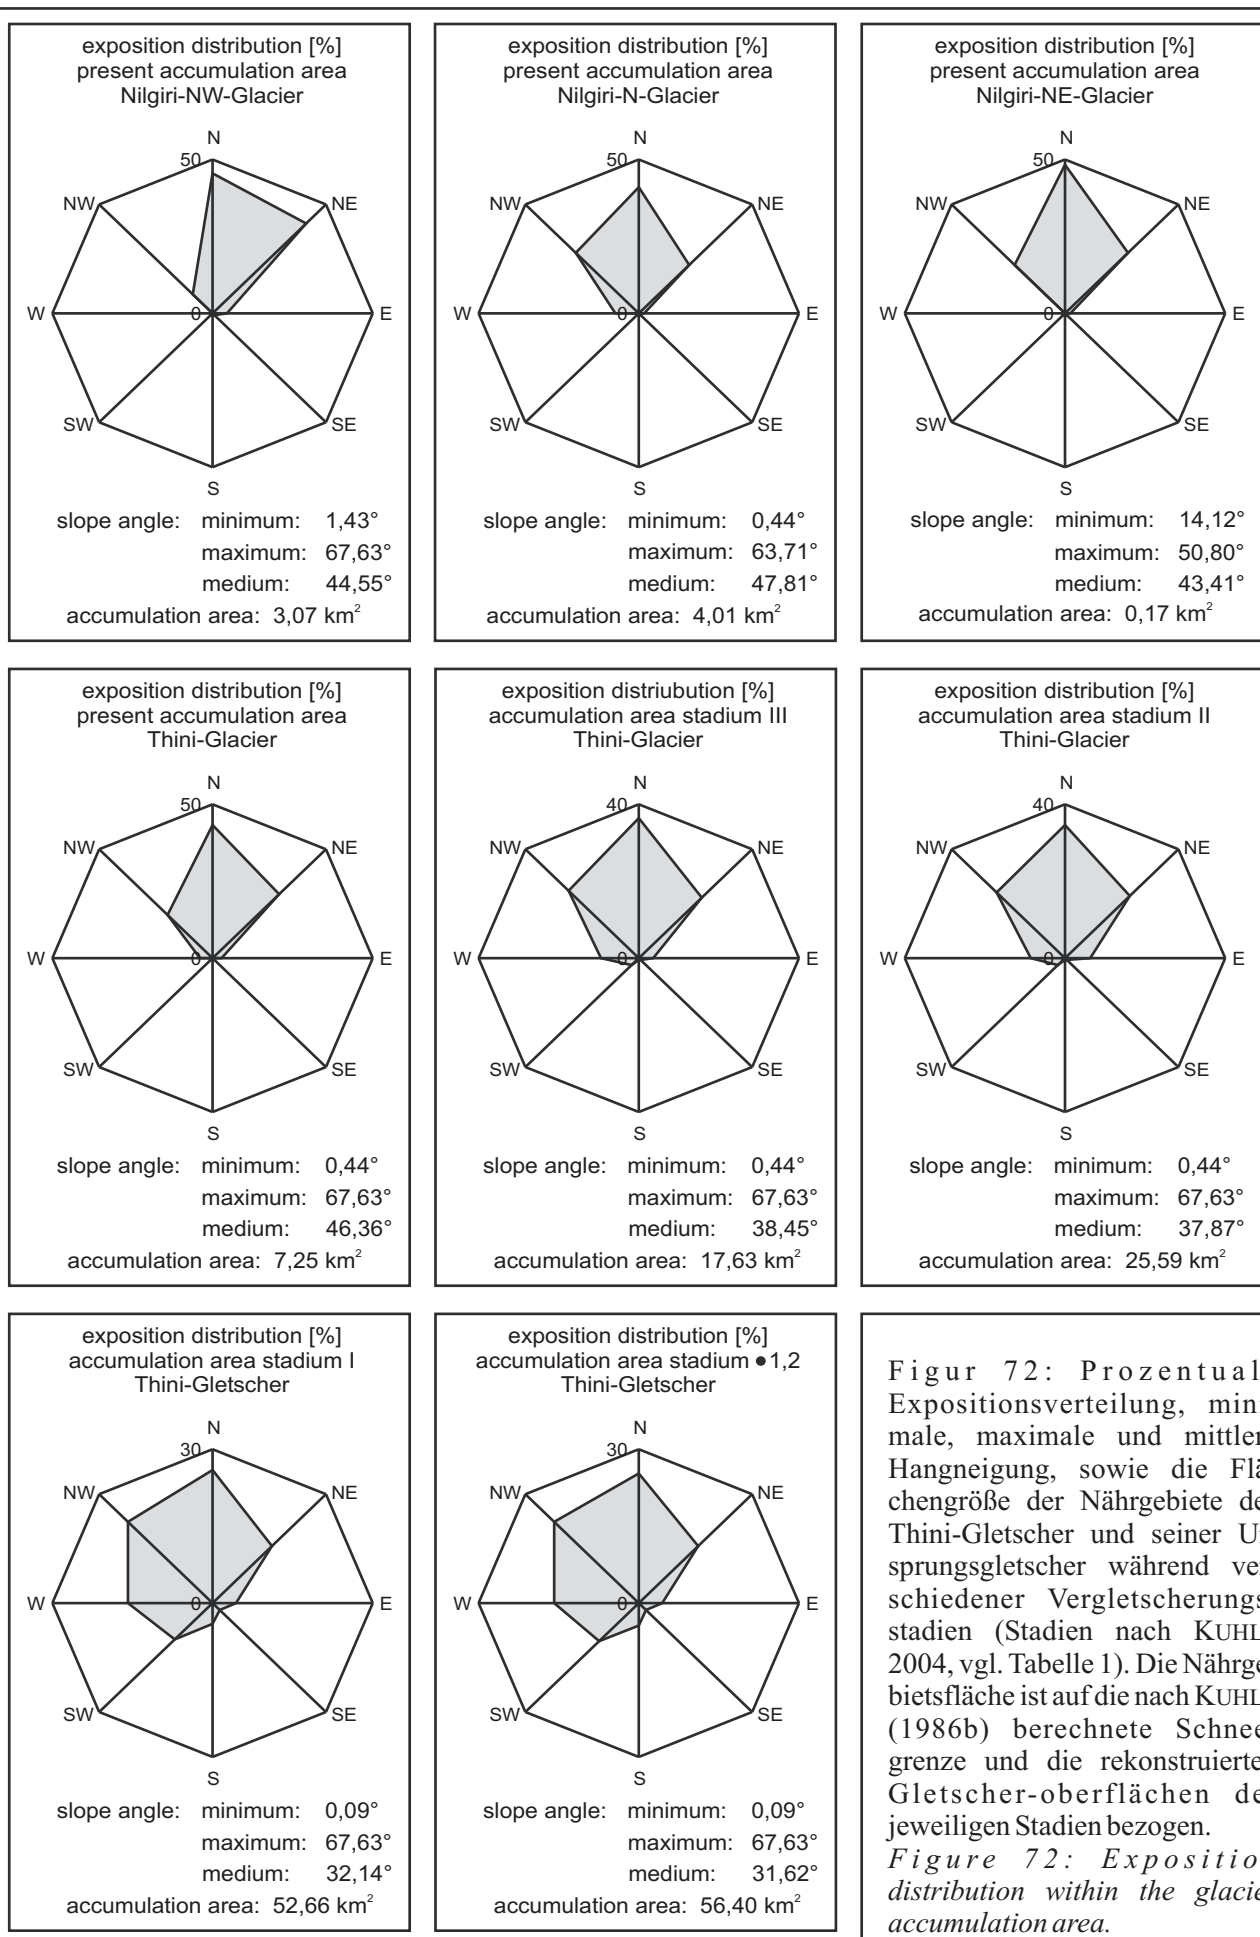 exposition distribution [%]
present accumulation area
Nilgiri-NW-Glacier
N
50
NW
NE
W
0
E
SW
SE
S
slope angle: minimum: 1,43°
maximum: 67,63°
medium: 44,55°
accumulation area: 3,07 km²
exposition distribution [%]
present accumulation area
Nilgiri-N-Glacier
N
50
NW
NE
W
0
E
SW
SE
S
slope angle: minimum: 0,44°
maximum: 63,71°
medium: 47,81°
accumulation area: 4,01 km²
exposition distribution [%]
present accumulation area
Nilgiri-NE-Glacier
N
50
NW
NE
W
0
E
SW
SE
S
slope angle: minimum: 14,12°
maximum: 50,80°
medium: 43,41°
accumulation area: 0,17 km²
exposition distribution [%]
present accumulation area
Thini-Glacier
N
50
NW
NE
W
0
E
SW
SE
S
slope angle: minimum: 0,44°
maximum: 67,63°
medium: 46,36°
accumulation area: 7,25 km²
exposition distriubution [%]
accumulation area stadium III
Thini-Glacier
N
40
NW
NE
W
0
E
SW
SE
S
slope angle: minimum: 0,44°
maximum: 67,63°
medium: 38,45°
accumulation area: 17,63 km²
exposition distribution [%]
accumulation area stadium II
Thini-Glacier
N
40
NW
NE
W
0
E
SW
SE
S
slope angle: minimum: 0,44°
maximum: 67,63°
medium: 37,87°
accumulation area: 25,59 km²
exposition distribution [%]
accumulation area stadium I
Thini-Gletscher
N
30
NW
NE
W
0
E
SW
SE
S
slope angle: minimum: 0,09°
maximum: 67,63°
medium: 32,14°
accumulation area: 52,66 km²
exposition distribution [%]
accumulation area stadium •1,2
Thini-Gletscher
N
30
NW
NE
W
0
E
SW
SE
S
slope angle: minimum: 0,09°
maximum: 67,63°
medium: 31,62°
accumulation area: 56,40 km²
Figur 72: Prozentual
Expositionsverteilung, min
male, maximale und mittler
Hangneigung, sowie die Flä
chengröße der Nährgebiete de
Thini-Gletscher und seiner U
sprungsgletscher während ve
schiedener Vergletscherungs
stadien (Stadien nach KUHL
2004, vgl. Tabelle 1). Die Nährge
bietsfläche ist auf die nach KUHL
(1986b) berechnete Schnee
grenze und die rekonstruierte
Gletscher-oberflächen de
jeweiligen Stadien bezogen.
Figure 72: Expositio
distribution within the glacie
accumulation area.